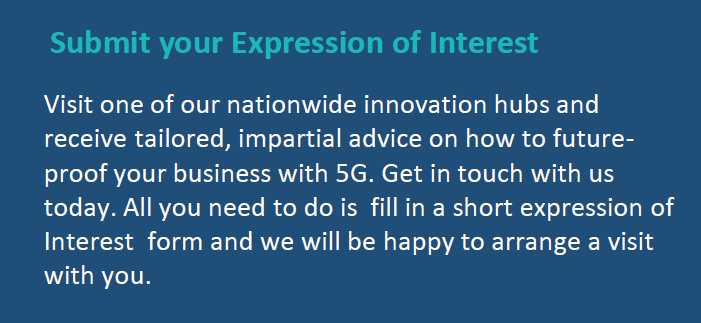 Submit your Expression of Interest
Visit one of our nationwide innovation hubs and
receive tailored, impartial advice on how to future-
proof your business with 5G. Get in touch with us
today. All you need to do is  fill in a short expression of
Interest  form and we will be happy to arrange a visit
with you.